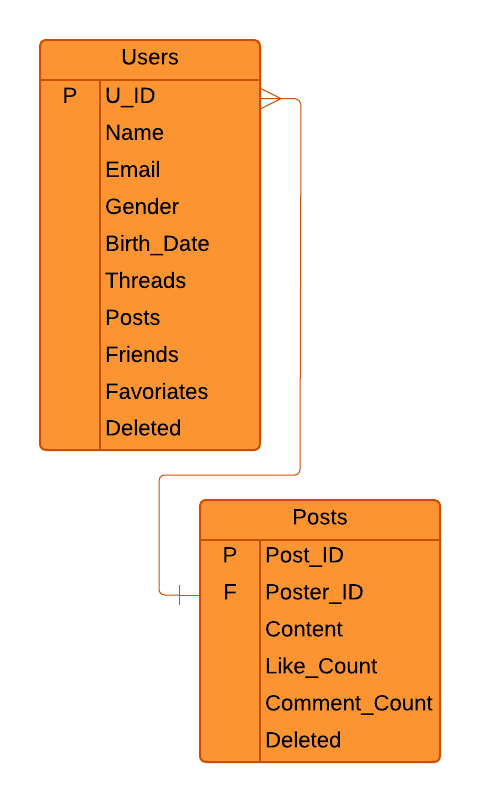 Users
P U_ID
Name
Email
Gender
Birth_Date
Threads
Posts
Friends
Favoriates
Deleted
Posts
P Post_ID
F Poster_ID
Content
Like_Count
Comment_Count
Deleted